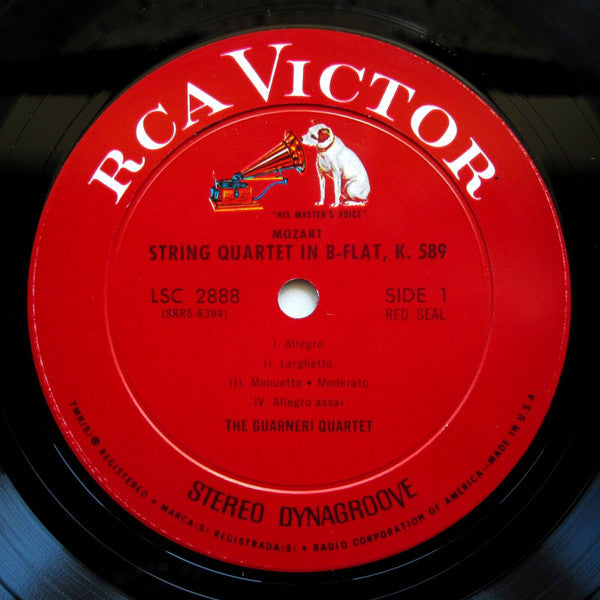 RCA VICTOR
"HIS MASTER'S VOICE"
MOZART
STRING QUARTET IN B-FLAT, K. 589
LSC 2888
(SRRS-8394)
SIDE 1
RED SEAL
I. Allegro
II. Larghetto
III. Menuetto • Moderato
IV. Allegro assai
THE GUARNERI QUARTET
STEREO DYNAGROOVE
TMK(S) ® REGISTERED • MARCA(S) REGISTRADA(S) • RADIO CORPORATION OF AMERICA—MADE IN U.S.A.